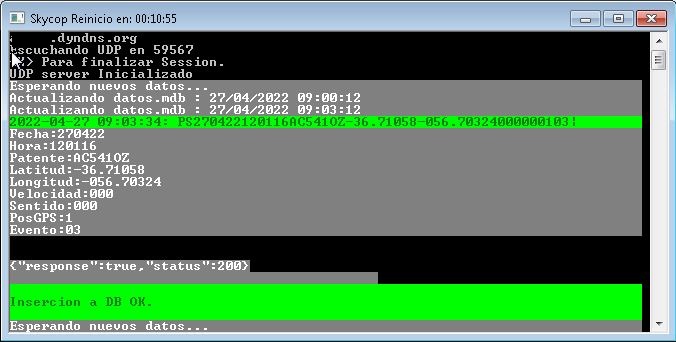 Skycop Reinicio en: 00:10:55
.dyndns.org
escuchando UDP en 59567
> Para finalizar Session.
UDP server Inicializado
Esperando nuevos datos...
Actualizando datos.mdb : 27/04/2022 09:00:12
Actualizando datos.mdb : 27/04/2022 09:03:12
2022-04-27 09:03:34: PS270422120116AC541OZ-36.71058-056.70324000000103¦
Fecha:270422
Hora:120116
Patente:AC541OZ
Latitud:-36.71058
Longitud:-056.70324
Velocidad:000
Sentido:000
PosGPS:1
Evento:03
{"response":true,"status":200}
Insercion a DB OK.
Esperando nuevos datos...